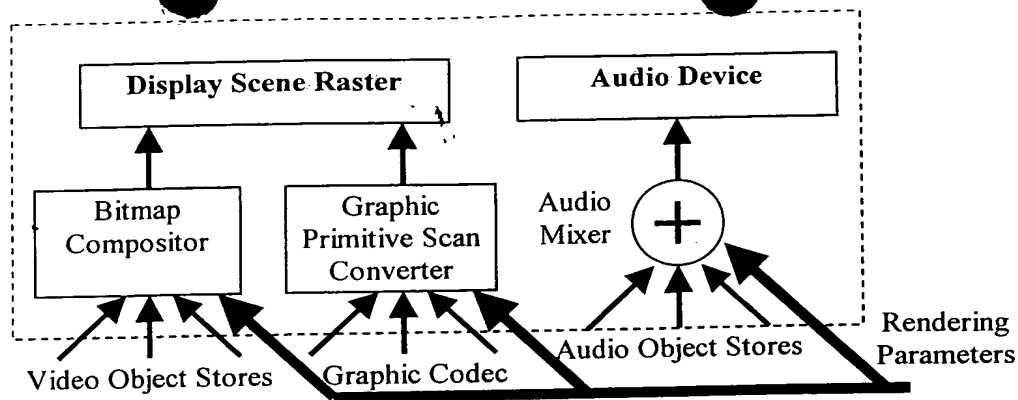 Display Scene Raster
Audio Device
Bitmap
Compositor
Graphic
Primitive Scan
Converter
Audio
Mixer
Video Object Stores
Graphic Codec
Audio Object Stores
Rendering
Parameters